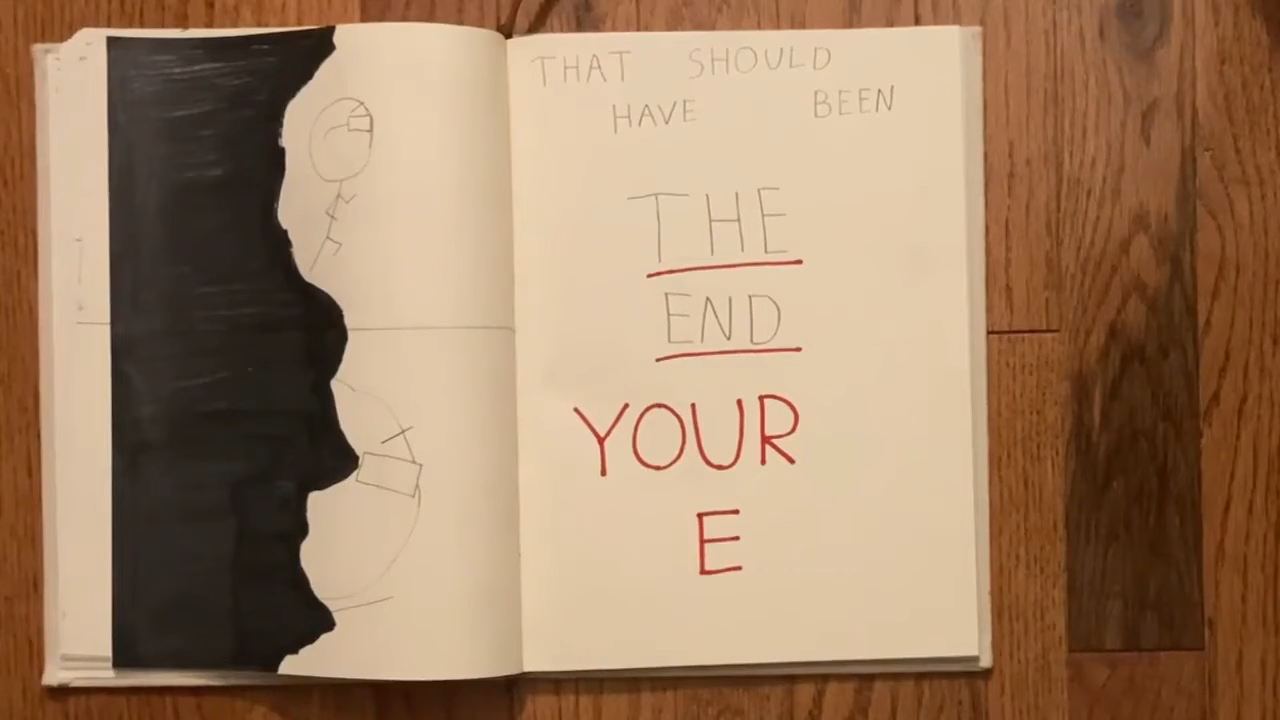 THAT SHOULD
HAVE BEEN
THE
END
YOUR
E